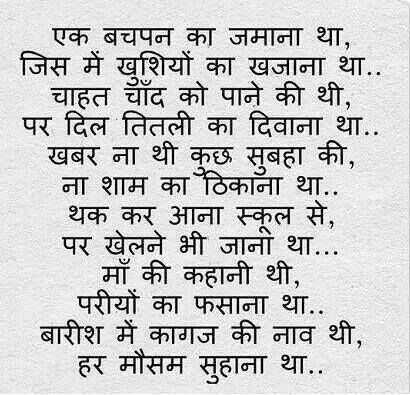 एक बचपन का जमाना था,
जिस में खुशियों का खजाना था..
चाहत चाँद को पाने की थी,
पर दिल तितली का दिवाना था..
खबर ना थी कुछ सुबहा की,
ना शाम का ठिकाना था..
थक कर आना स्कूल से,
पर खेलने भी जाना था...
माँ की कहानी थी,
परीयों का फसाना था..
बारीश में कागज की नाव थी,
हर मौसम सुहाना था..